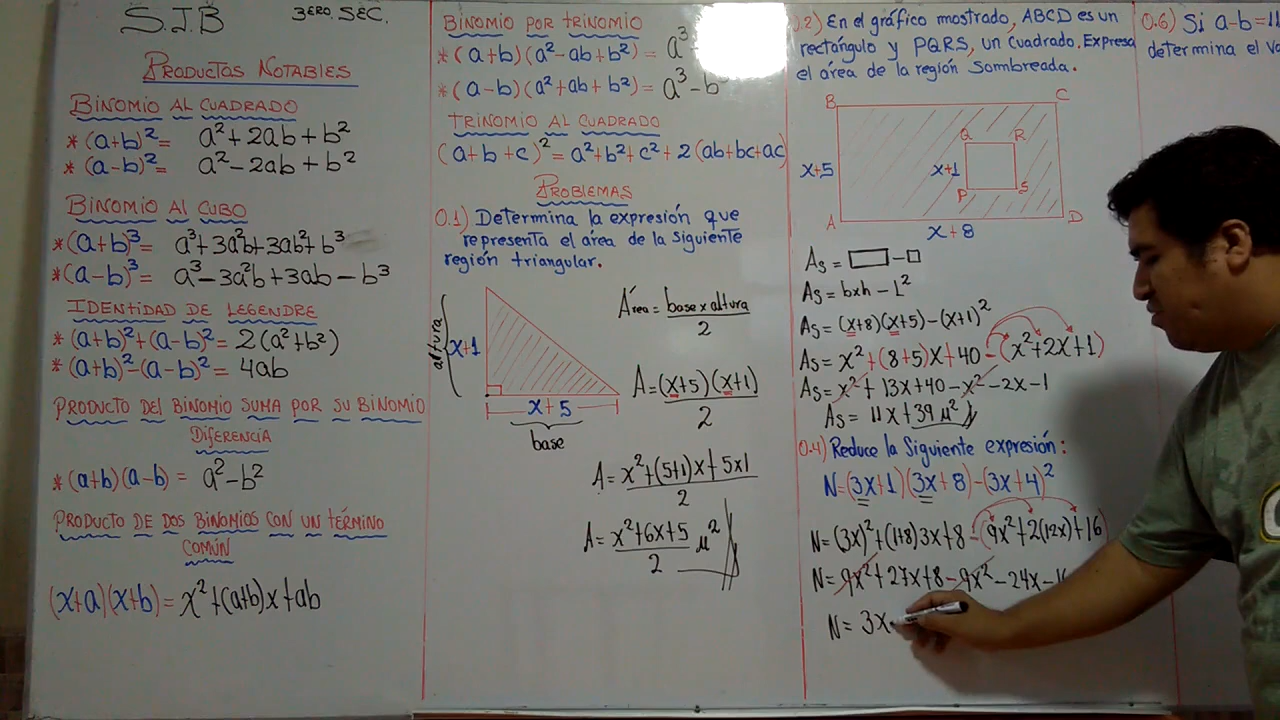 S.J.B 3ERO. SEC.
PRODUCTOS NOTABLES
BINOMIO AL CUADRADO
* (a+b)² = a²+2ab+b²
* (a-b)² = a²-2ab+b²
BINOMIO AL CUBO
* (a+b)³ = a³+3a²b+3ab²+b³
* (a-b)³ = a³-3a²b+3ab-b³
IDENTIDAD DE LEGENDRE
* (a+b)²+(a-b)² = 2(a²+b²)
* (a+b)²-(a-b)² = 4ab
PRODUCTO DEL BINOMIO SUMA POR SU BINOMIO
DIFERENCIA
* (a+b)(a-b) = a²-b²
PRODUCTO DE DOS BINOMIOS CON UN TÉRMINO
COMÚN
(x+a)(x+b) = x²+(a+b)x+ab
BINOMIO POR TRINOMIO
* (a+b)(a²-ab+b²) = a³
* (a-b)(a²+ab+b²) = a³-b³
TRINOMIO AL CUADRADO
(a+b+c)² = a²+b²+c²+2(ab+bc+ac)
PROBLEMAS
0.1) Determina la expresión que
representa el área de la siguiente
región triangular.
altura
x+1
x+5
base
Área = base x altura
2
A = (x+5)(x+1)
2
A = x²+(5+1)x+5x1
2
A = x²+6x+5 μ²
2
0.2) En el gráfico mostrado, ABCD es un
rectángulo y PQRS, un cuadrado. Expresa
el área de la región sombreada.
B C
Q R
x+5 x+1
P S
A D
x+8
As = ▭ - □
As = bxh - L²
As = (x+8)(x+5)-(x+1)²
As = x²+(8+5)x+40-(x²+2x+1)
As = x²+13x+40-x²-2x-1
As = 11x+39 μ²
0.4) Reduce la siguiente expresión:
N=(3x+1)(3x+8)-(3x+4)²
N=(3x)²+(1+8)3x+8-(9x²+2(12x)+16)
N= 9x²+27x+8-9x²-24x-1
N= 3x
0.6) Si a-b=11
determina el